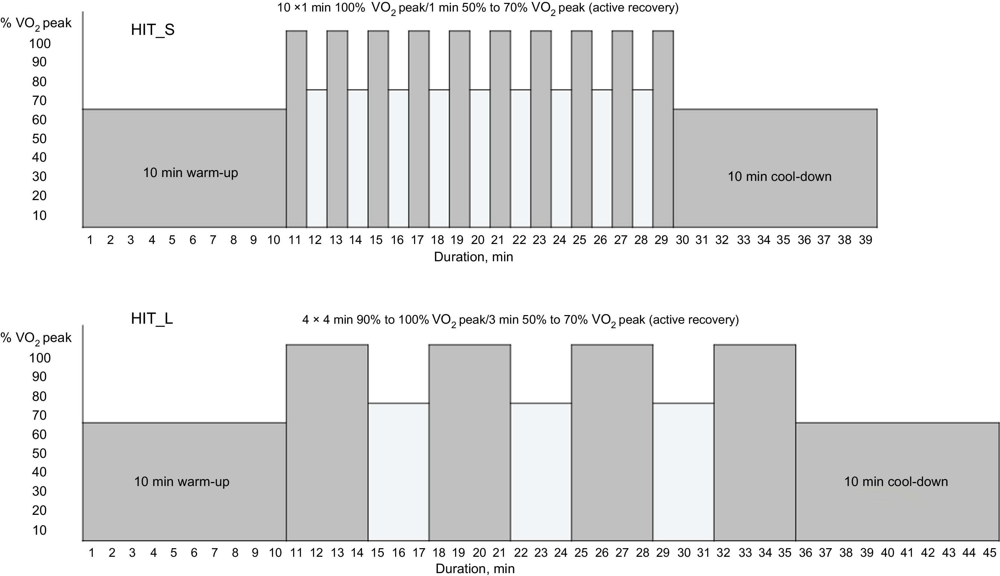 10 ×1 min 100% VO2 peak/1 min 50% to 70% VO2 peak (active recovery)
% VO2 peak
HIT_S
100
90
80
70
60
50
40
30
20
10
10 min warm-up
10 min cool-down
1 2 3 4 5 6 7 8 9 10 11 12 13 14 15 16 17 18 19 20 21 22 23 24 25 26 27 28 29 30 31 32 33 34 35 36 37 38 39
Duration, min
HIT_L
4 × 4 min 90% to 100% VO2 peak/3 min 50% to 70% VO2 peak (active recovery)
% VO2 peak
100
90
80
70
60
50
40
30
20
10
10 min warm-up
10 min cool-down
1 2 3 4 5 6 7 8 9 10 11 12 13 14 15 16 17 18 19 20 21 22 23 24 25 26 27 28 29 30 31 32 33 34 35 36 37 38 39 40 41 42 43 44 45
Duration, min